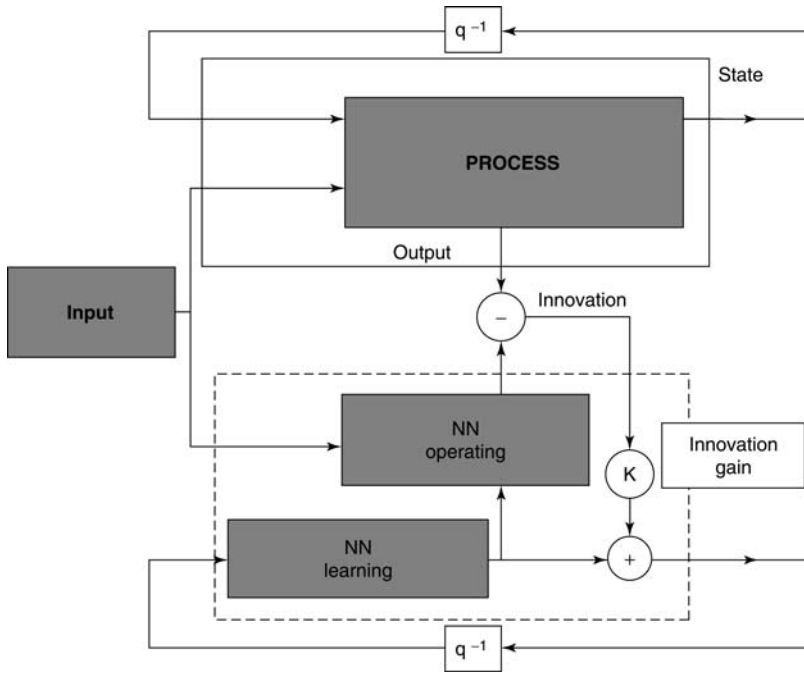 q⁻¹
State
PROCESS
Output
Input
−
Innovation
NN
operating
K
Innovation
gain
NN
learning
+
q⁻¹